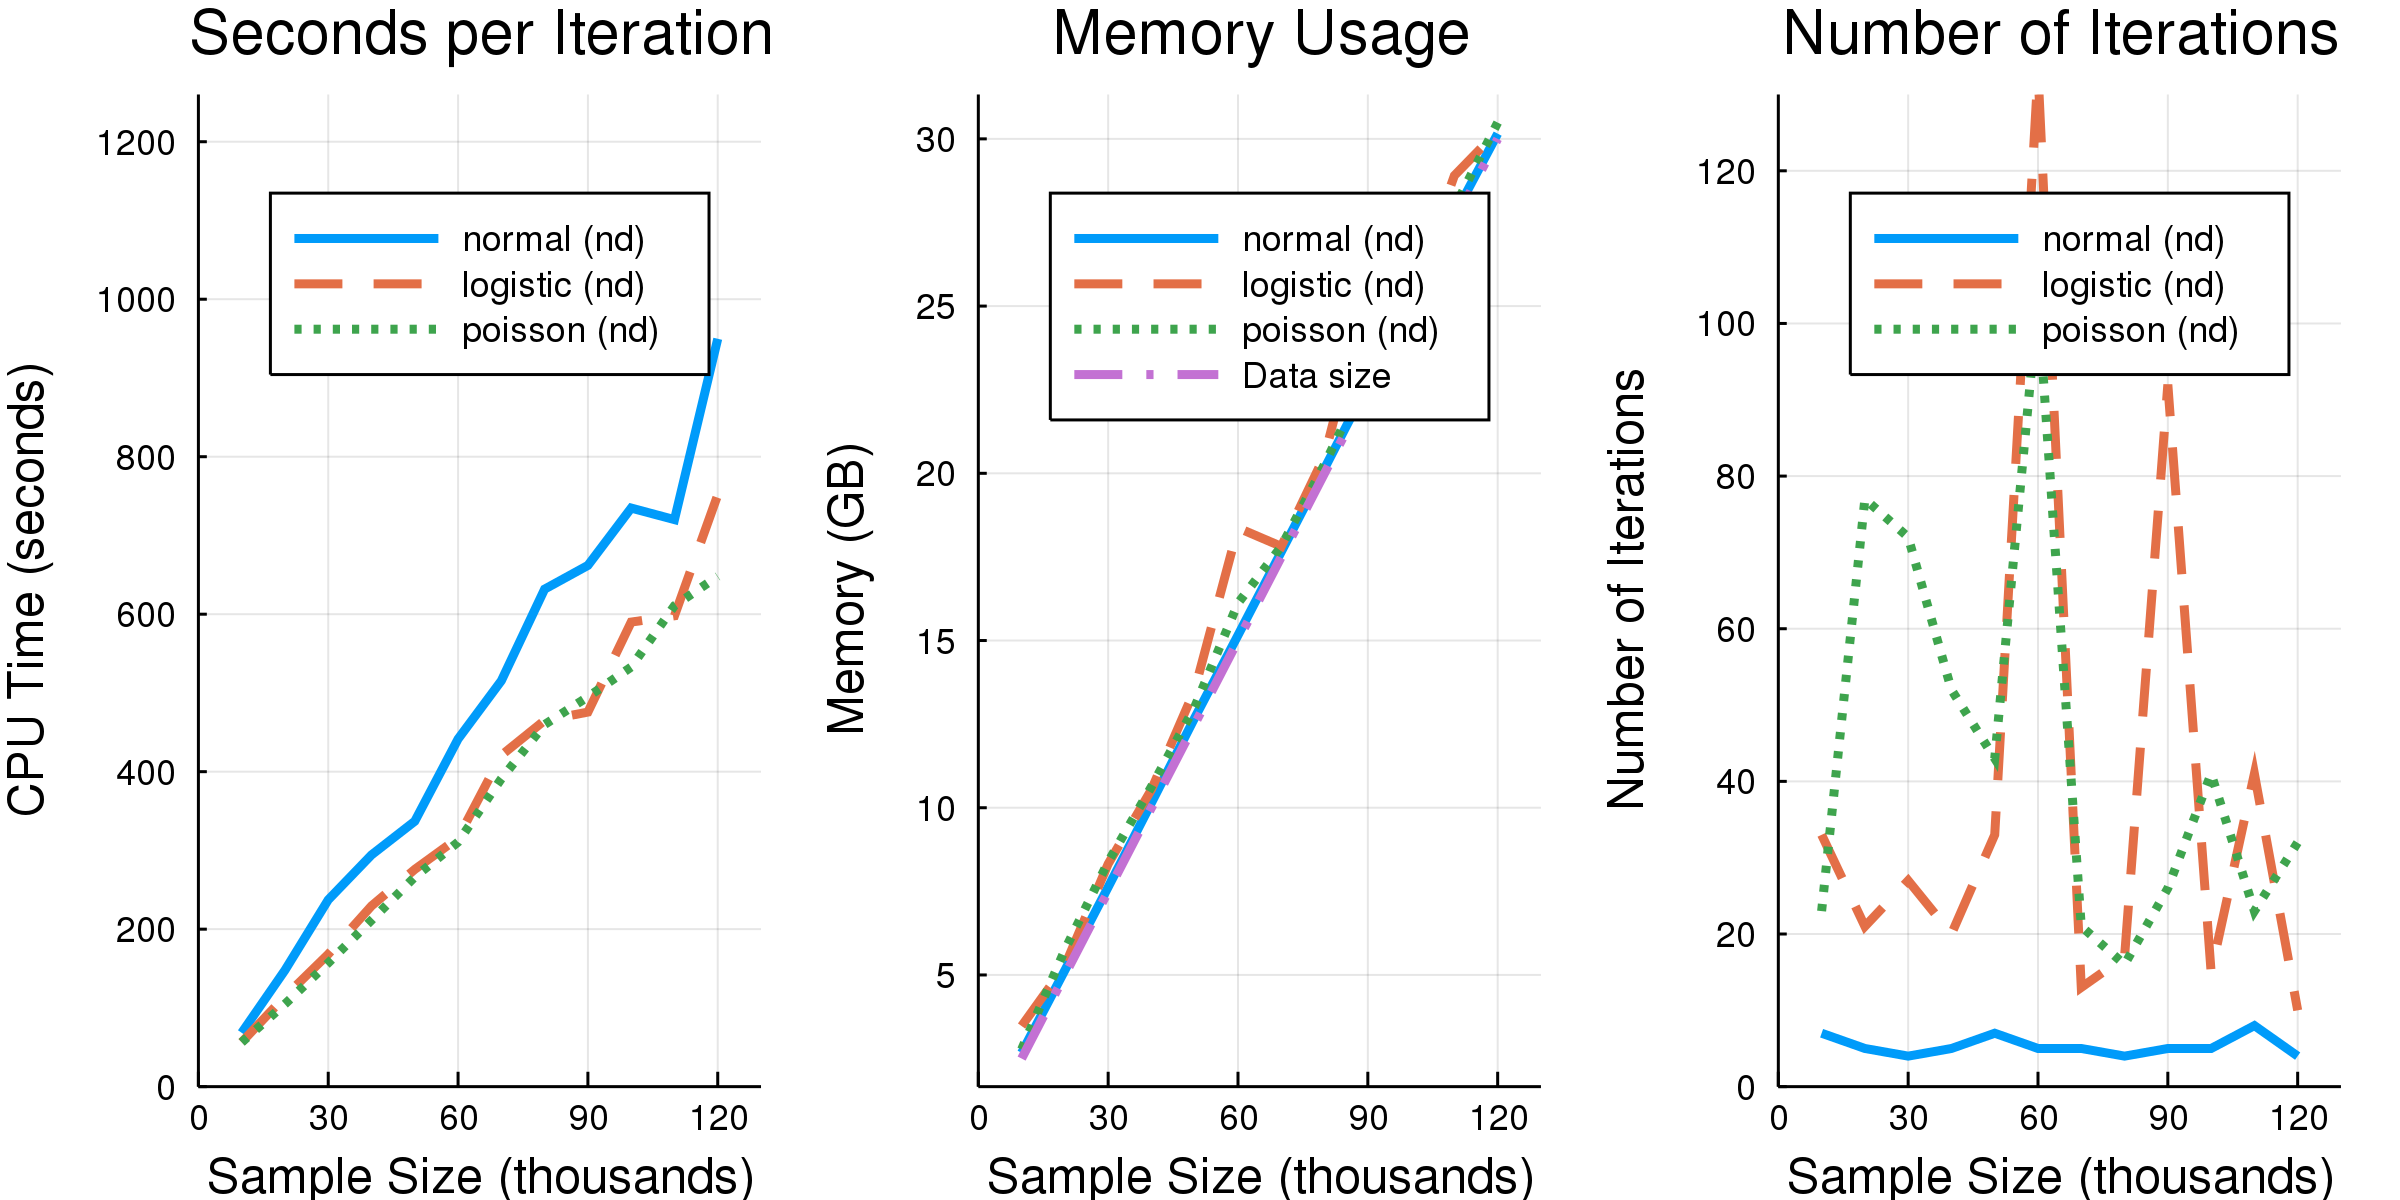 Seconds per Iteration
CPU Time (seconds)
1200
1000
800
600
400
200
0
0 30 60 90 120
Sample Size (thousands)
normal (nd)
logistic (nd)
poisson (nd)
Memory Usage
Memory (GB)
30
25
20
15
10
5
0 30 60 90 120
Sample Size (thousands)
normal (nd)
logistic (nd)
poisson (nd)
Data size
Number of Iterations
Number of Iterations
120
100
80
60
40
20
0
0 30 60 90 120
Sample Size (thousands)
normal (nd)
logistic (nd)
poisson (nd)